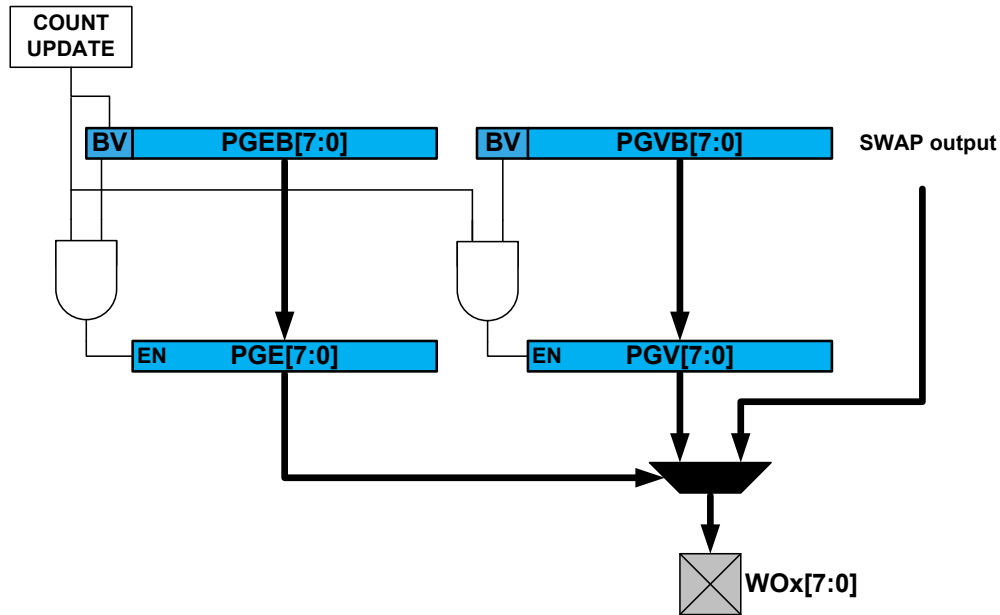 COUNT
UPDATE
BV PGEB[7:0]
BV PGVB[7:0]
SWAP output
EN PGE[7:0]
EN PGV[7:0]
WOx[7:0]